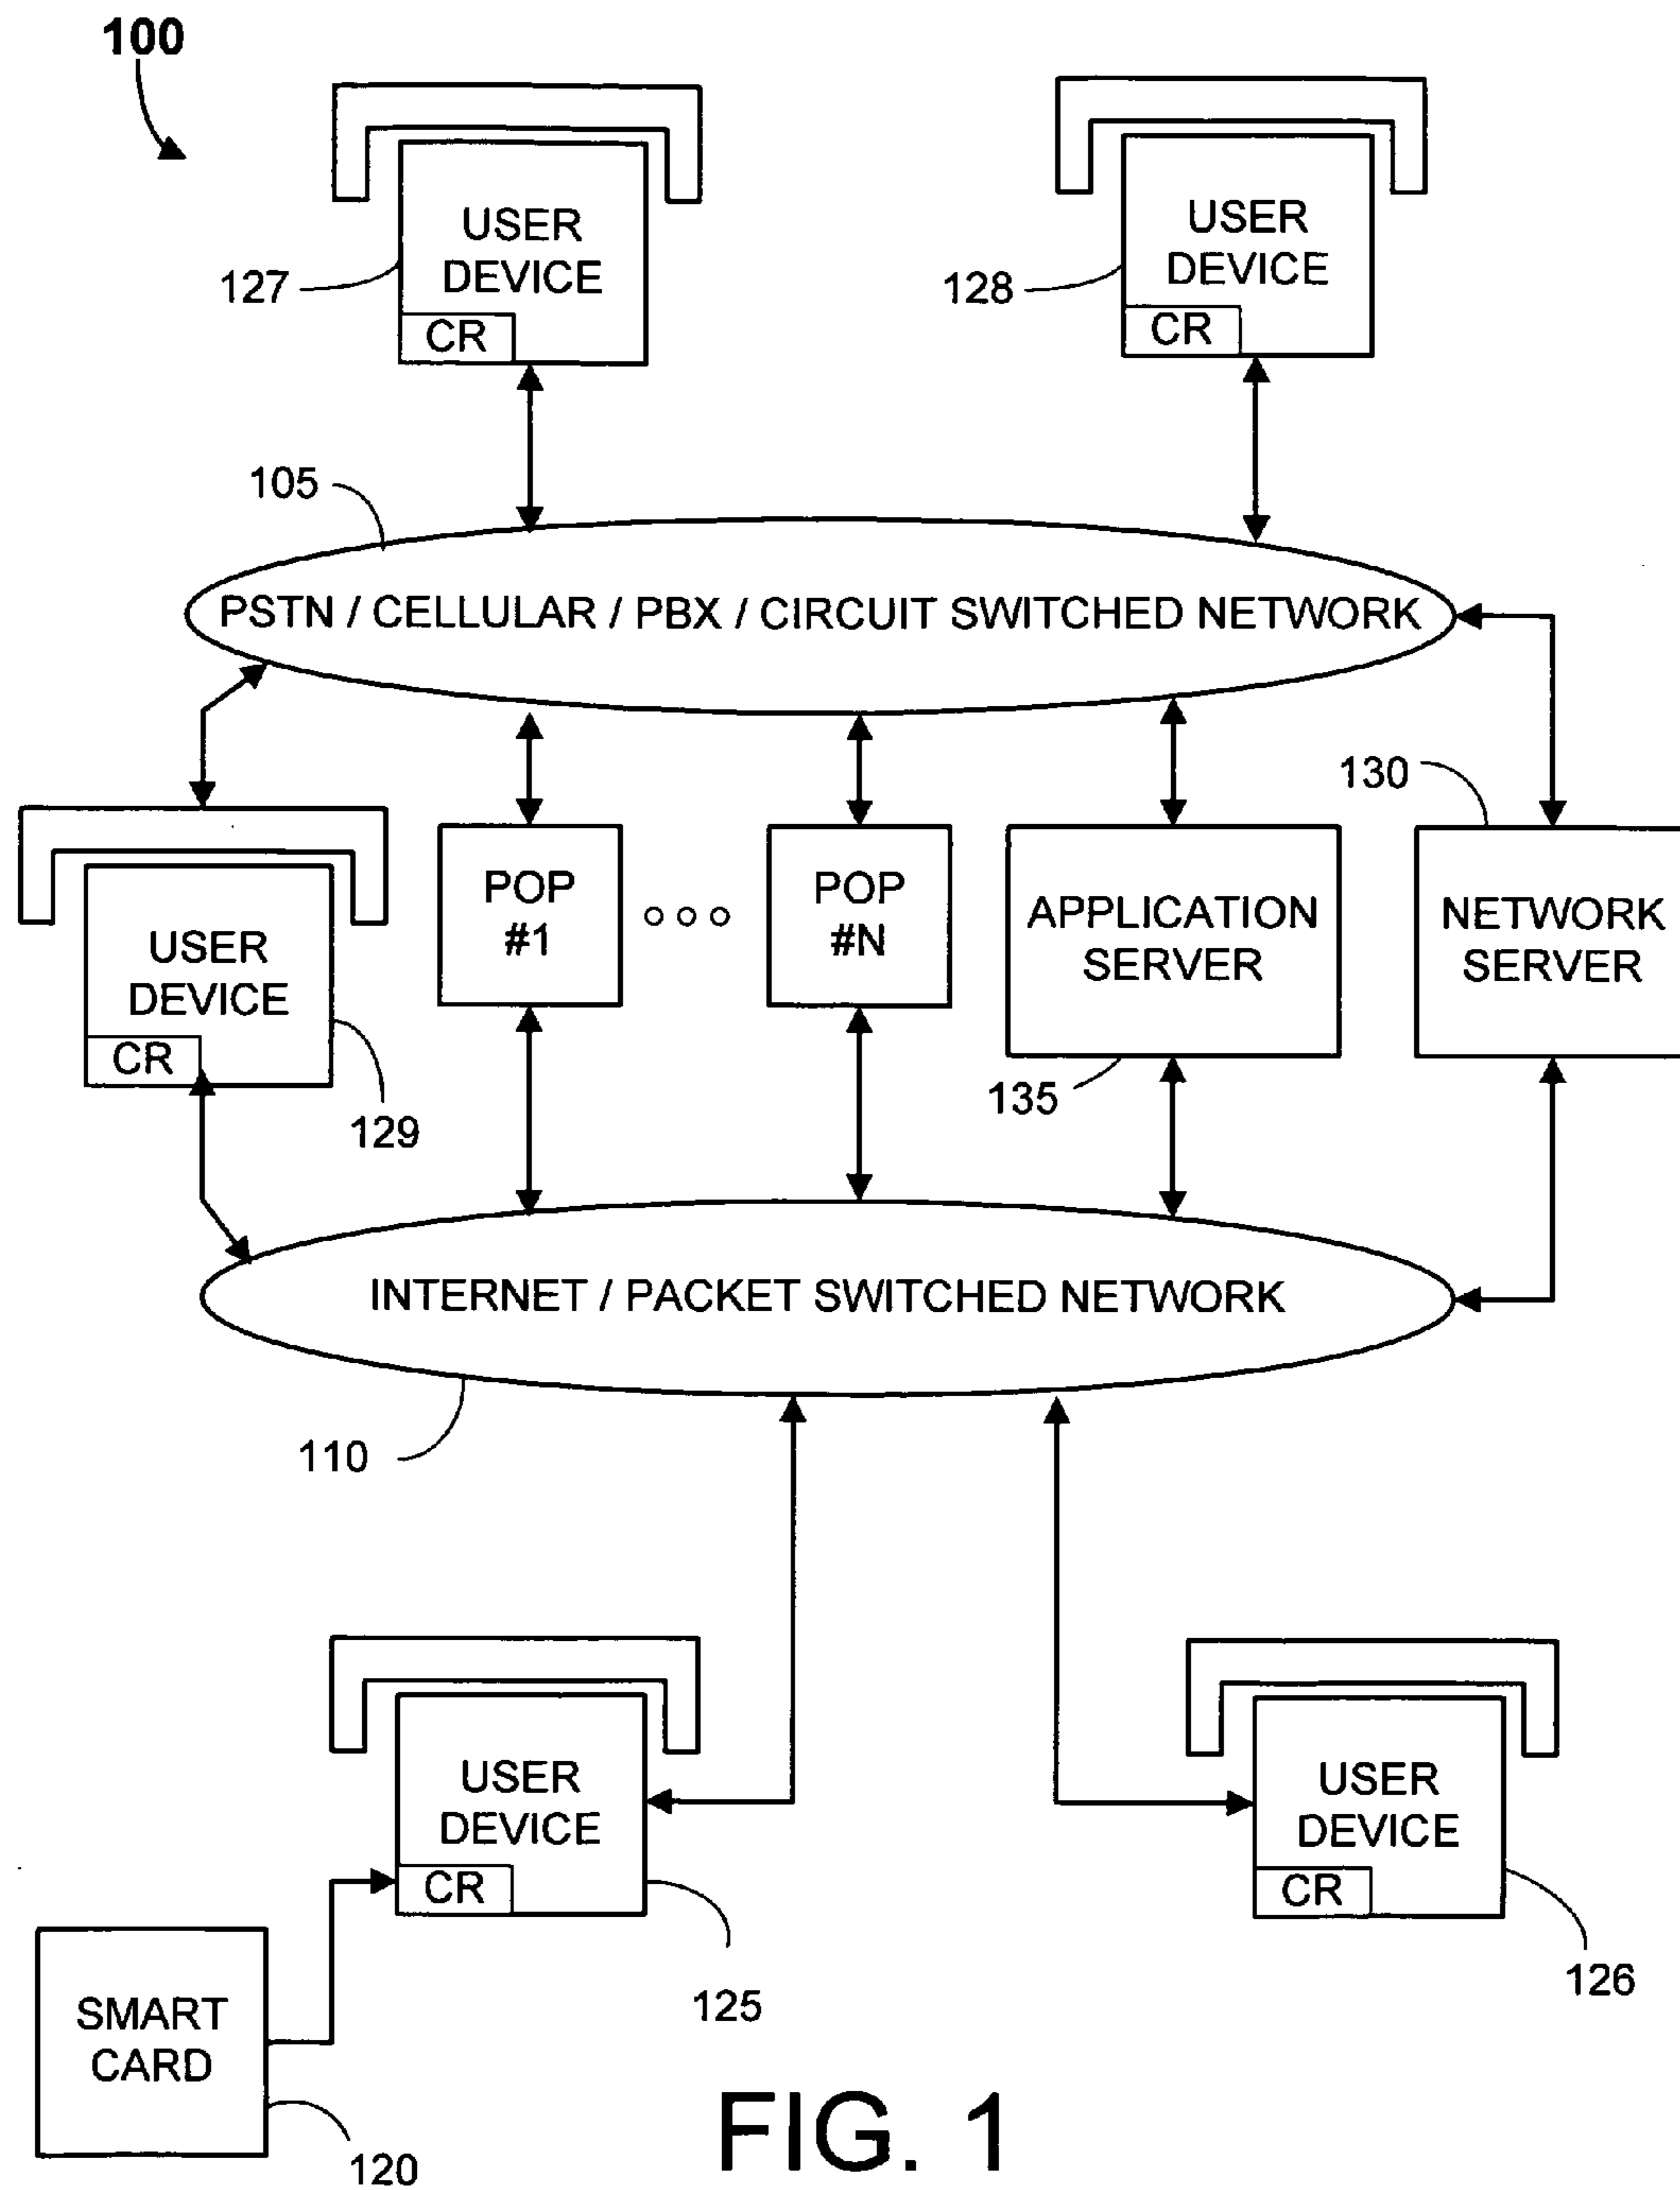 100
USER
DEVICE
127
CR
USER
DEVICE
128
CR
105
PSTN / CELLULAR / PBX / CIRCUIT SWITCHED NETWORK
130
USER
DEVICE
CR
129
POP
#1
POP
#N
APPLICATION
SERVER
135
NETWORK
SERVER
INTERNET / PACKET SWITCHED NETWORK
110
USER
DEVICE
CR
125
USER
DEVICE
CR
126
SMART
CARD
120
FIG. 1